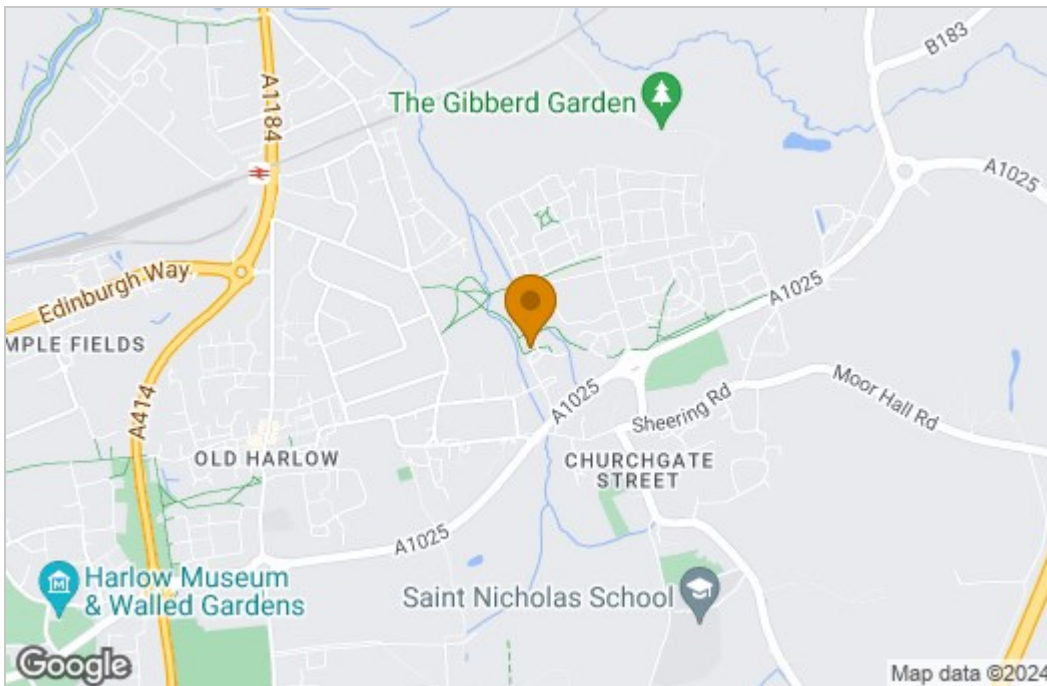 B183
A1184
The Gibberd Garden
A1025
Edinburgh Way
A1025
MPLE FIELDS
Moor Hall Rd
A1025
Sheering Rd
A414
OLD HARLOW
CHURCHGATE
STREET
A1025
Harlow Museum
& Walled Gardens
Saint Nicholas School
Google
Map data ©2024